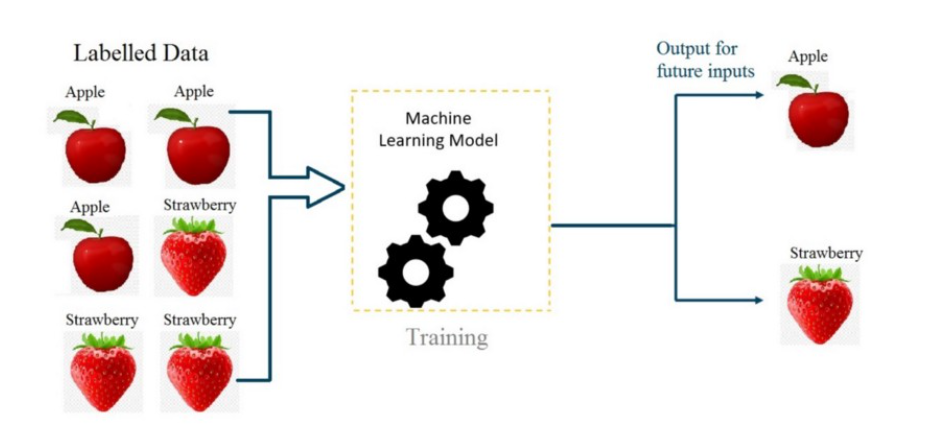 Labelled Data
Apple
Apple
Apple
Strawberry
Strawberry
Strawberry
Machine
Learning Model
Training
Output for
future inputs
Apple
Strawberry